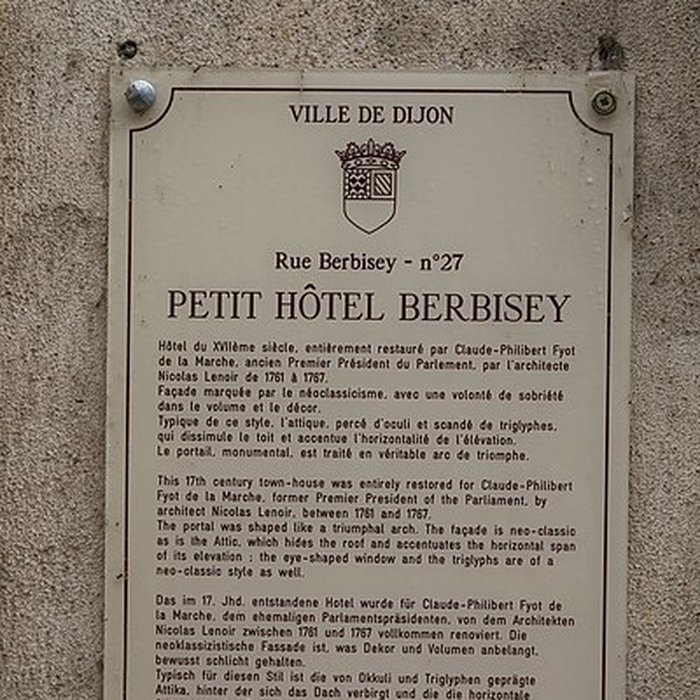 VILLE DE DIJON
Rue Berbisey - n°27
PETIT HÔTEL BERBISEY
Hôtel du XVIIème siècle, entièrement restauré par Claude-Philibert Fyot
de la Marche, ancien Premier Président du Parlement, par l'architecte
Nicolas Lenoir de 1761 à 1767.
Façade marquée par le néoclassicisme, avec une volonté de sobriété
dans le volume et le décor.
Typique de ce style, l'attique, percé d'oculi et scandé de triglyphes,
qui dissimule le toit et accentue l'horizontalité de l'élévation.
Le portail, monumental, est traité en véritable arc de triomphe.
This 17th century town-house was entirely restored for Claude-Philibert
Fyot de la Marche, former Premier President of the Parliament, by
architect Nicolas Lenoir, between 1761 and 1767.
The portal was shaped like a triumphal arch. The façade is neo-classic
as is the Attic, which hides the roof and accentuates the horizontal span
of its elevation ; the eye-shaped window and the triglyphs are of a
neo-classic style as well.
Das im 17. Jhd. entstandene Hotel wurde für Claude-Philibert Fyot de
la Marche, dem ehemaligen Parlamentspräsidenten, von dem Architekten
Nicolas Lenoir zwischen 1761 und 1767 vollkommen renoviert. Die
neoklassizistische Fassade ist, was Dekor und Volumen anbelangt,
bewusst schlicht gehalten.
Typisch für diesen Stil ist die von Okkuli und Triglyphen geprägte
Attika, hinter der sich das Dach verbirgt und die die horizontale